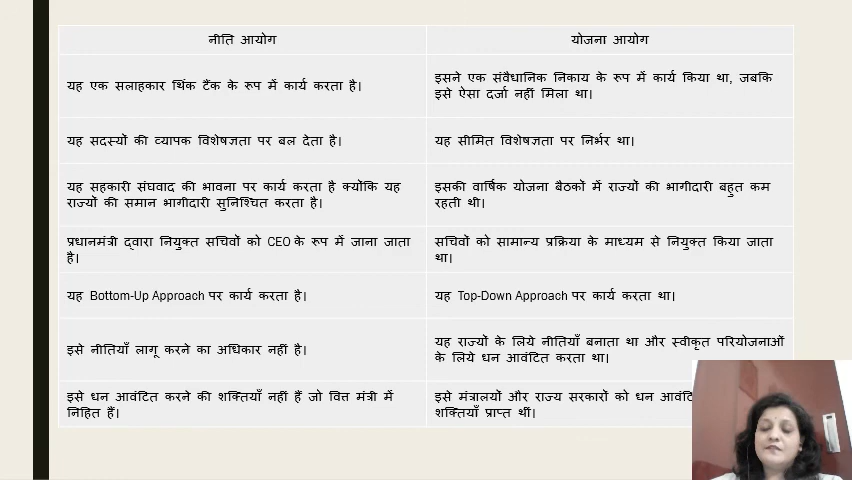 नीति आयोग
योजना आयोग
यह एक सलाहकार थिंक टैंक के रूप में कार्य करता है।
इसने एक संवैधानिक निकाय के रूप में कार्य किया था, जबकि
इसे ऐसा दर्जा नहीं मिला था।
यह सदस्यों की व्यापक विशेषज्ञता पर बल देता है।
यह सीमित विशेषज्ञता पर निर्भर था।
यह सहकारी संघवाद की भावना पर कार्य करता है क्योंकि यह
राज्यों की समान भागीदारी सुनिश्चित करता है।
इसकी वार्षिक योजना बैठकों में राज्यों की भागीदारी बहुत कम
रहती थी।
प्रधानमंत्री द्वारा नियुक्त सचिवों को CEO के रूप में जाना जाता
है।
सचिवों को सामान्य प्रक्रिया के माध्यम से नियुक्त किया जाता
था।
यह Bottom-Up Approach पर कार्य करता है।
यह Top-Down Approach पर कार्य करता था।
इसे नीतियाँ लागू करने का अधिकार नहीं है।
यह राज्यों के लिये नीतियाँ बनाता था और स्वीकृत परियोजनाओं
के लिये धन आवंटित करता था।
इसे धन आवंटित करने की शक्तियाँ नहीं हैं जो वित्त मंत्री में
निहित हैं।
इसे मंत्रालयों और राज्य सरकारों को धन
शक्तियाँ प्राप्त थीं।